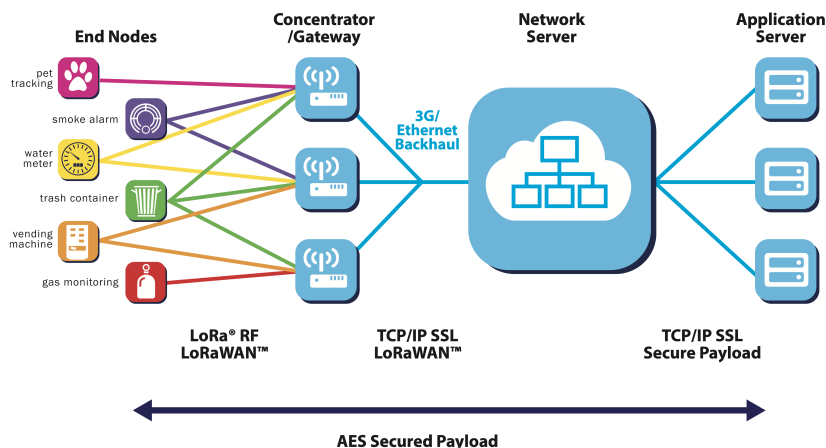 End Nodes
Concentrator
/Gateway
Network
Server
Application
Server
pet
tracking
smoke alarm
water
meter
trash container
vending
machine
gas monitoring
3G/
Ethernet
Backhaul
LoRa® RF
LoRaWAN™
TCP/IP SSL
LoRaWAN™
TCP/IP SSL
Secure Payload
AES Secured Payload